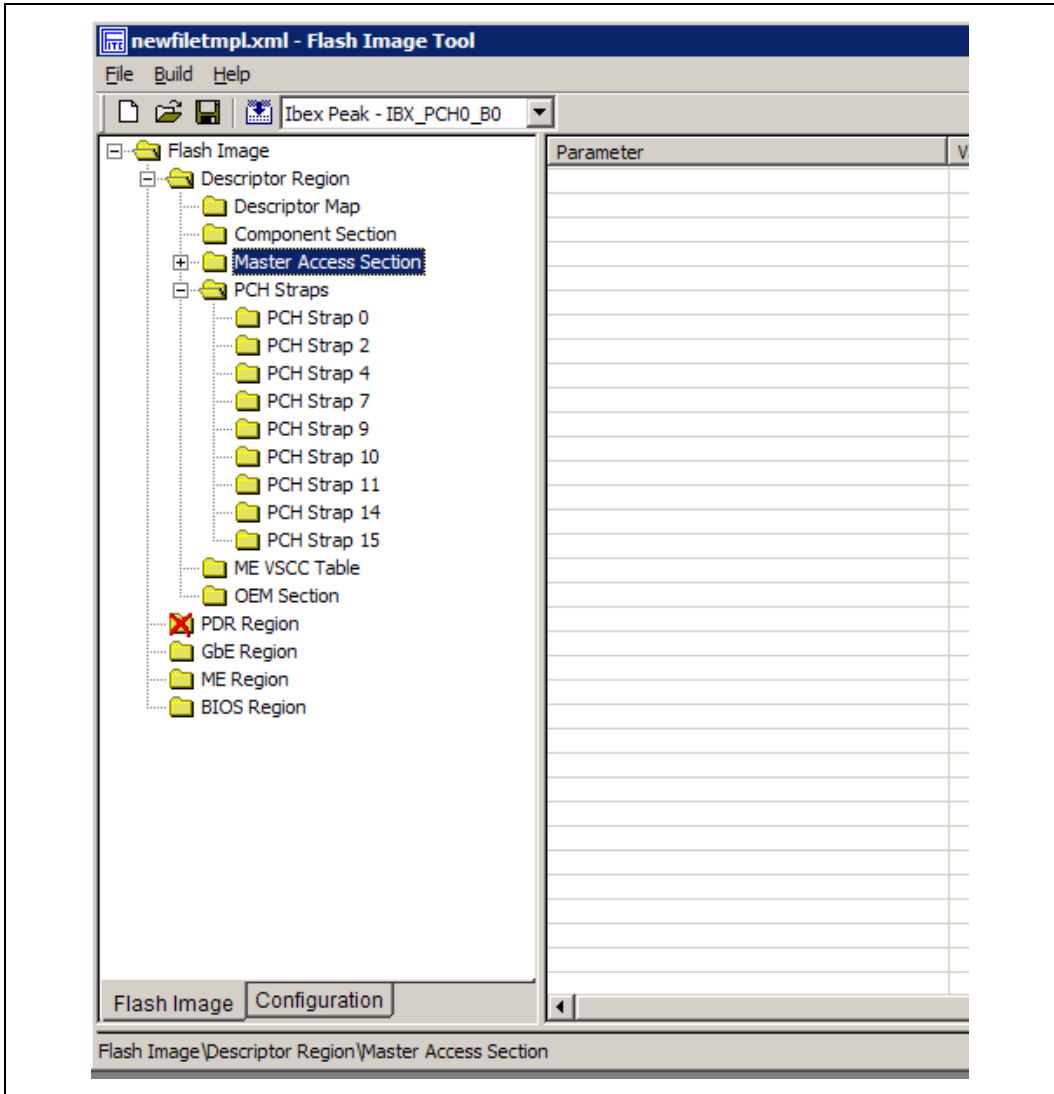 newfiletmpl.xml - Flash Image Tool
File Build Help
Ibex Peak - IBX_PCH0_B0
Parameter V
Flash Image
Descriptor Region
Descriptor Map
Component Section
Master Access Section
PCH Straps
PCH Strap 0
PCH Strap 2
PCH Strap 4
PCH Strap 7
PCH Strap 9
PCH Strap 10
PCH Strap 11
PCH Strap 14
PCH Strap 15
ME VSCC Table
OEM Section
PDR Region
GbE Region
ME Region
BIOS Region
Flash Image Configuration
Flash Image\Descriptor Region\Master Access Section